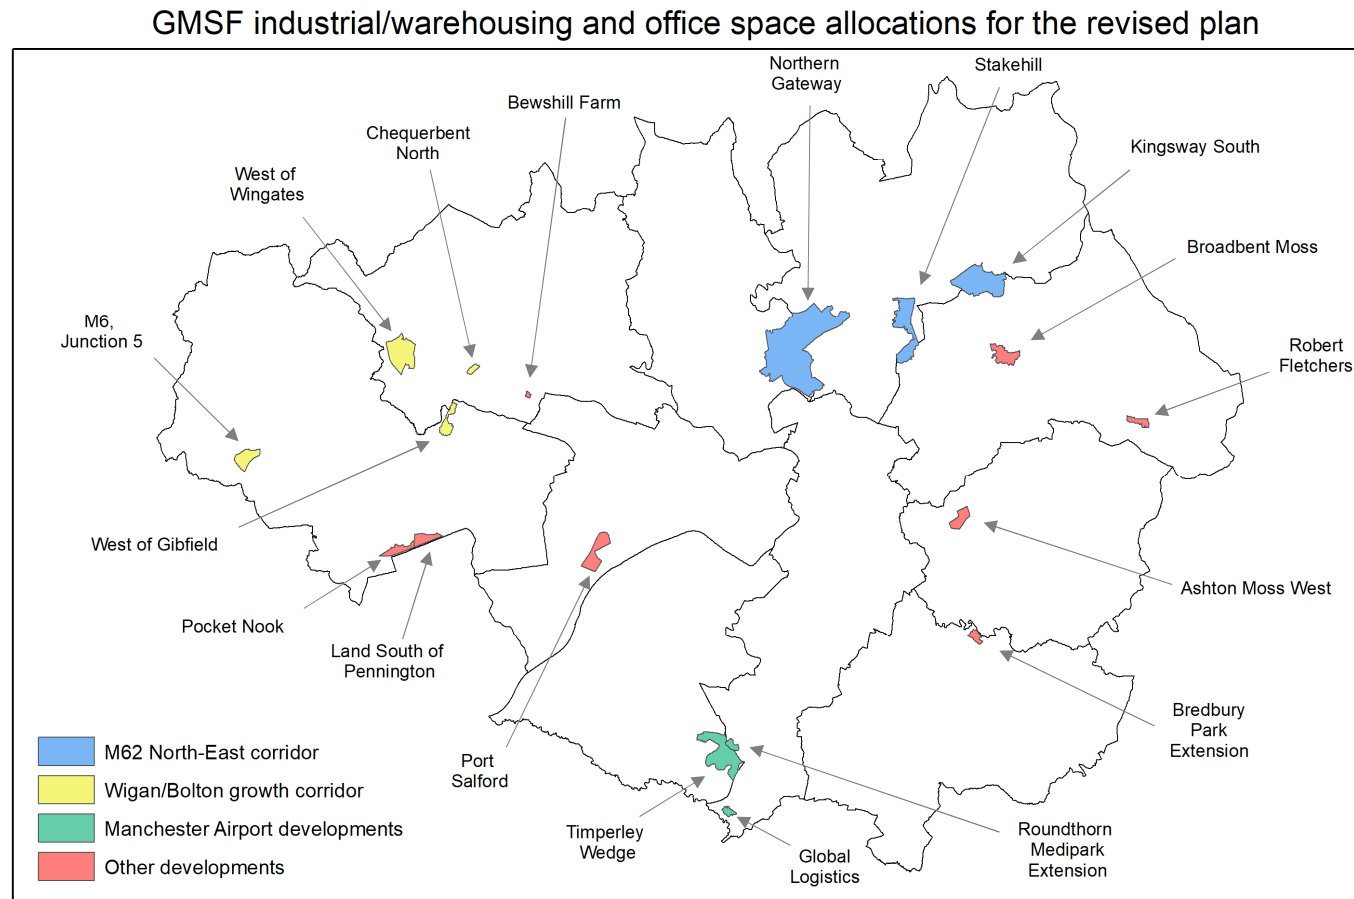 GMSF industrial/warehousing and office space allocations for the revised plan
Northern
Gateway
Stakehill
Bewshill Farm
Chequerbent
North
Kingsway South
West of
Wingates
Broadbent Moss
M6,
Junction 5
Robert
Fletchers
West of Gibfield
Ashton Moss West
Pocket Nook
Land South of
Pennington
Bredbury
Park
Extension
Port
Salford
Timperley
Wedge
Global
Logistics
Roundthorn
Medipark
Extension
M62 North-East corridor
Wigan/Bolton growth corridor
Manchester Airport developments
Other developments